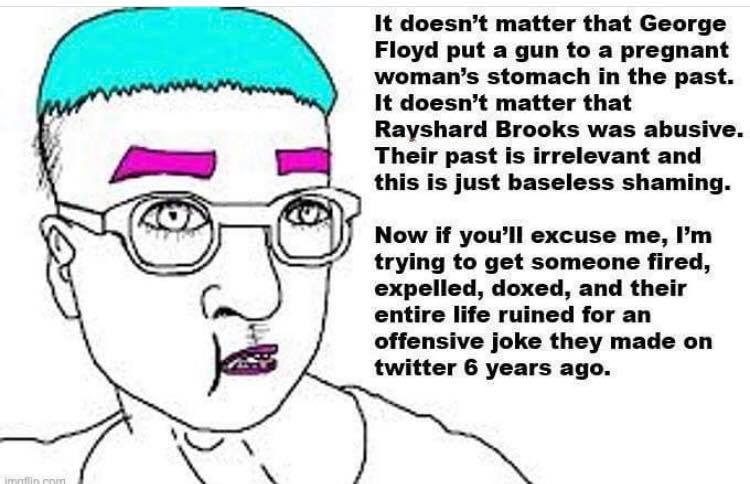 It doesn’t matter that George
Floyd put a gun to a pregnant
woman’s stomach in the past.
It doesn’t matter that
Rayshard Brooks was abusive.
Their past is irrelevant and
this is just baseless shaming.
Now if you’ll excuse me, I’m
trying to get someone fired,
expelled, doxed, and their
entire life ruined for an
offensive joke they made on
twitter 6 years ago.
imgflip.com